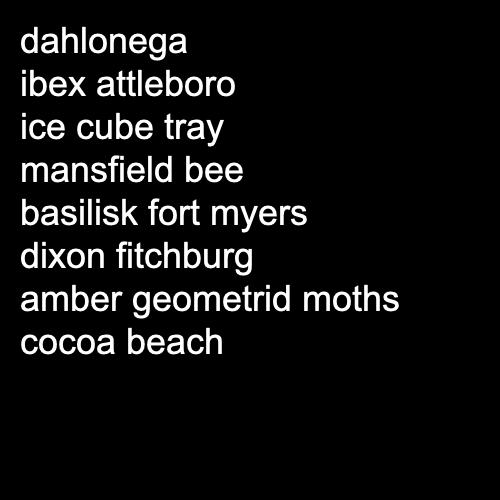 dahlonega
ibex attleboro
ice cube tray
mansfield bee
basilisk fort myers
dixon fitchburg
amber geometrid moths
cocoa beach